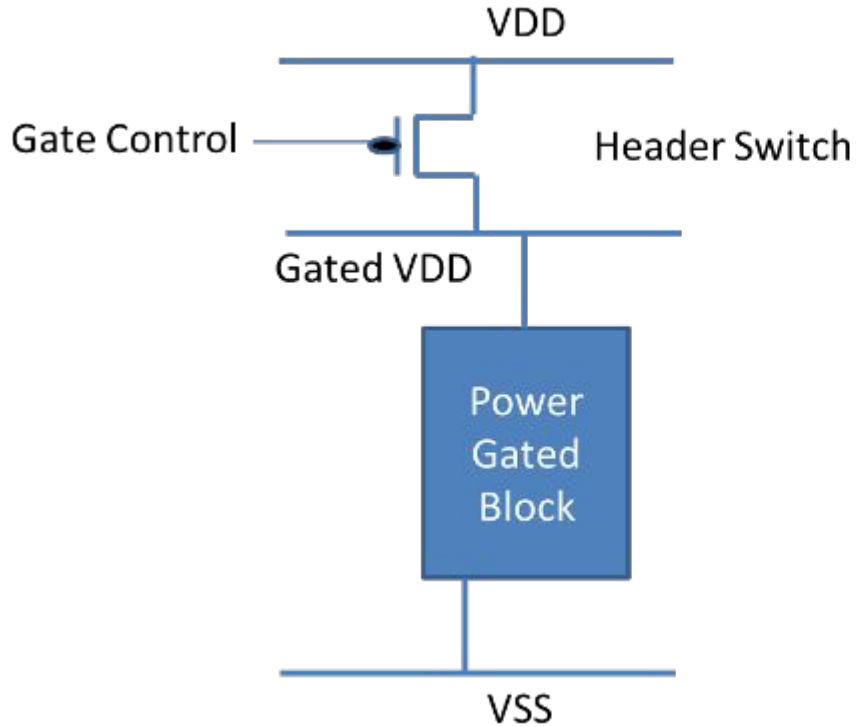 VDD
Gate Control
Header Switch
Gated VDD
Power
Gated
Block
VSS